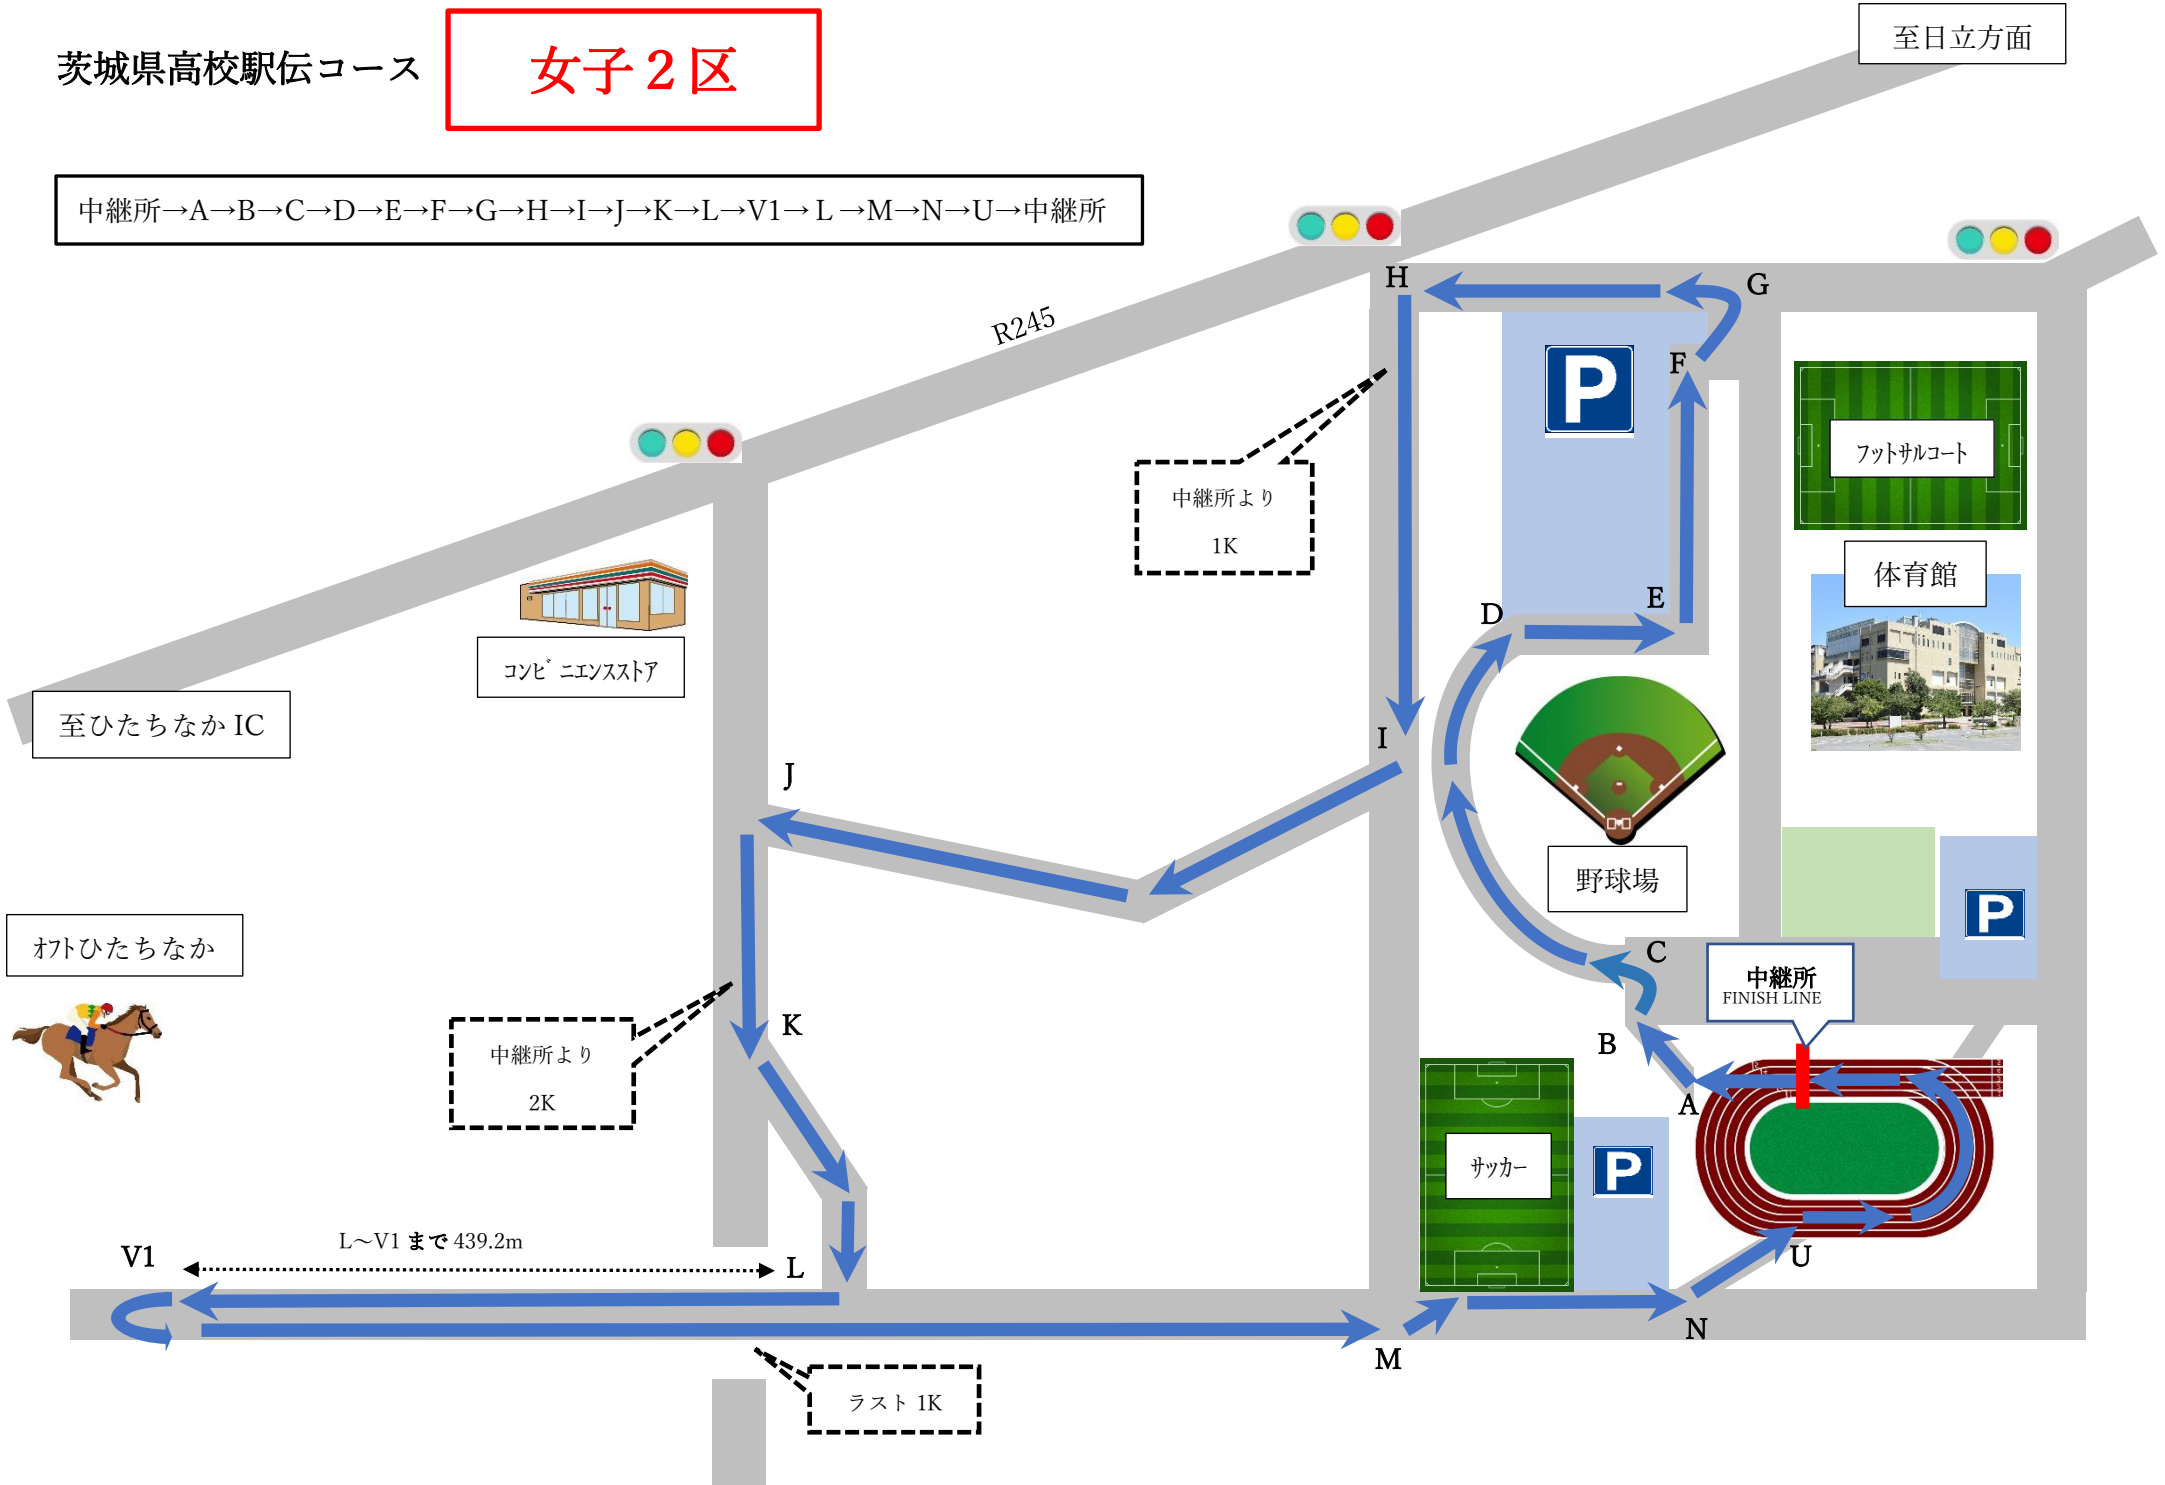 茨城県高校駅伝コース
女子２区
至日立方面
中継所→A→B→C→D→E→F→G→H→I→J→K→L→V1→Ｌ→M→N→U→中継所
H
G
R245
F
P
フットサルコート
中継所より
1K
体育館
コンビニエンスストア
D
E
至ひたちなか IC
I
J
野球場
P
オフトひたちなか
C
中継所
FINISH LINE
K
B
中継所より
2K
A
サッカー
P
L～V1 まで 439.2m
V1
L
U
N
M
ラスト 1K